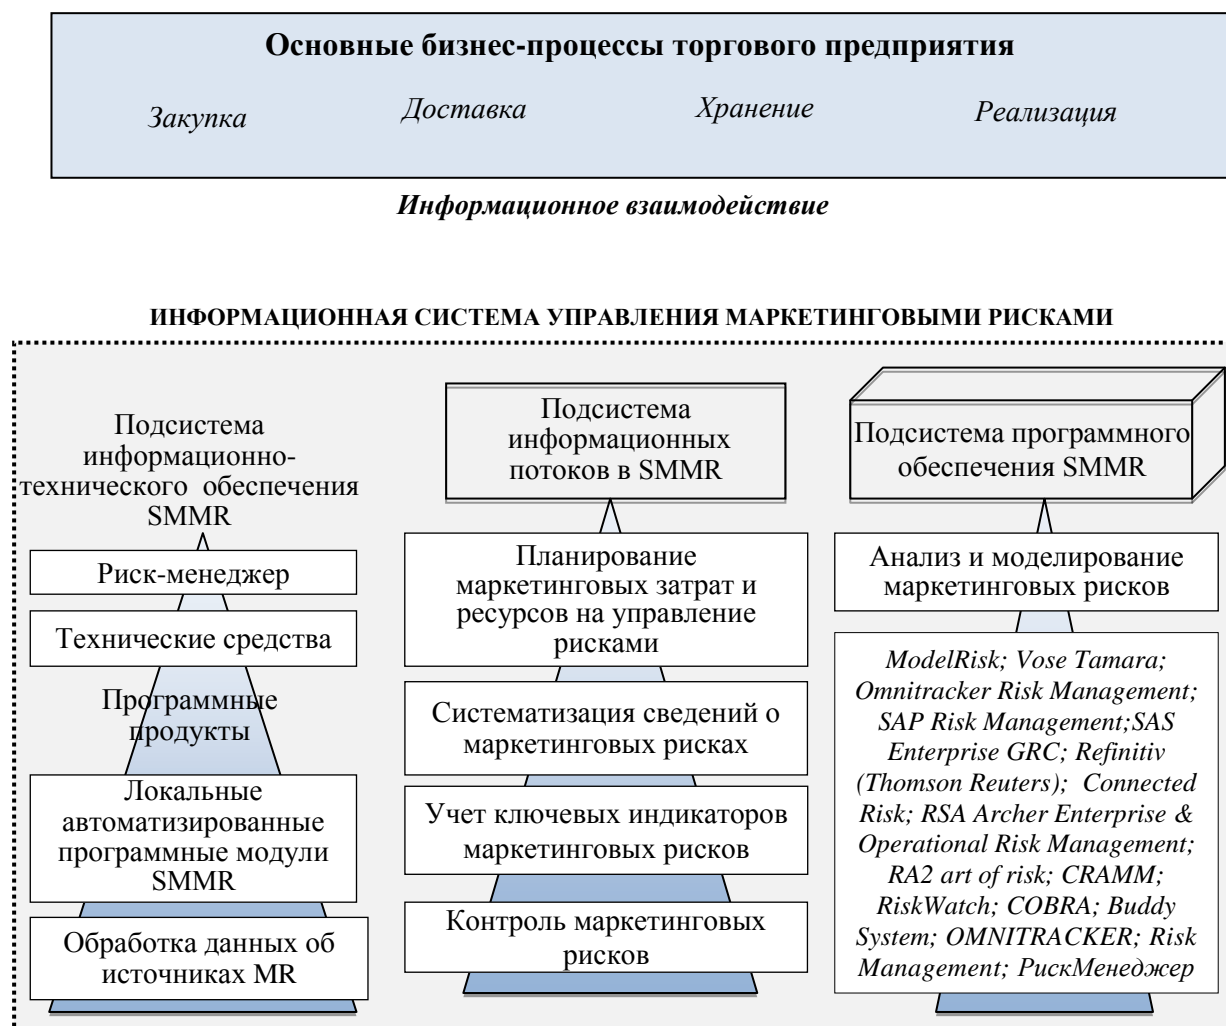 Основные бизнес-процессы торгового предприятия
Закупка
Доставка
Хранение
Реализация
Информационное взаимодействие
ИНФОРМАЦИОННАЯ СИСТЕМА УПРАВЛЕНИЯ МАРКЕТИНГОВЫМИ РИСКАМИ
Подсистема
информационно-
технического обеспечения
SMMR
Риск-менеджер
Технические средства
Программные
продукты
Локальные
автоматизированные
программные модули
SMMR
Обработка данных об
источниках MR
Подсистема
информационных
потоков в SMMR
Планирование
маркетинговых затрат и
ресурсов на управление
рисками
Систематизация сведений о
маркетинговых рисках
Учет ключевых индикаторов
маркетинговых рисков
Контроль маркетинговых
рисков
Подсистема программного
обеспечения SMMR
Анализ и моделирование
маркетинговых рисков
ModelRisk; Vose Tamara;
Omnitracker Risk Management;
SAP Risk Management;SAS
Enterprise GRC; Refinitiv
(Thomson Reuters); Connected
Risk; RSA Archer Enterprise &
Operational Risk Management;
RA2 art of risk; CRAMM;
RiskWatch; COBRA; Buddy
System; OMNITRACKER; Risk
Management; РискМенеджер